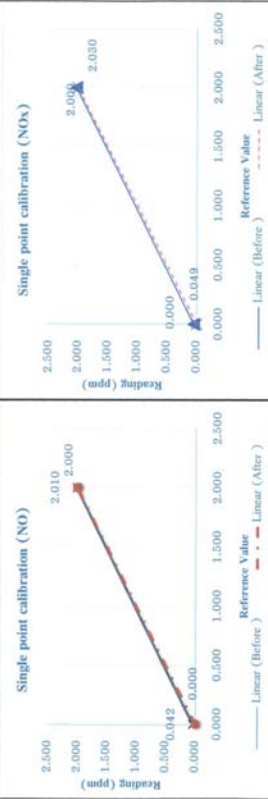 Single point calibration (NO)
2.500
2.000
1.500
1.000
0.500
0.000
Reading (ppm)
2.010
2.000
0.042
0.000
0.000 0.500 1.000 1.500 2.000 2.500
Reference Value
Linear (Before) Linear (After)
Single point calibration (NOx)
2.500
2.000
1.500
1.000
0.500
0.000
Reading (ppm)
2.000
2.030
0.000
0.049
0.000 0.500 1.000 1.500 2.000 2.500
Reference Value
Linear (Before) Linear (After)